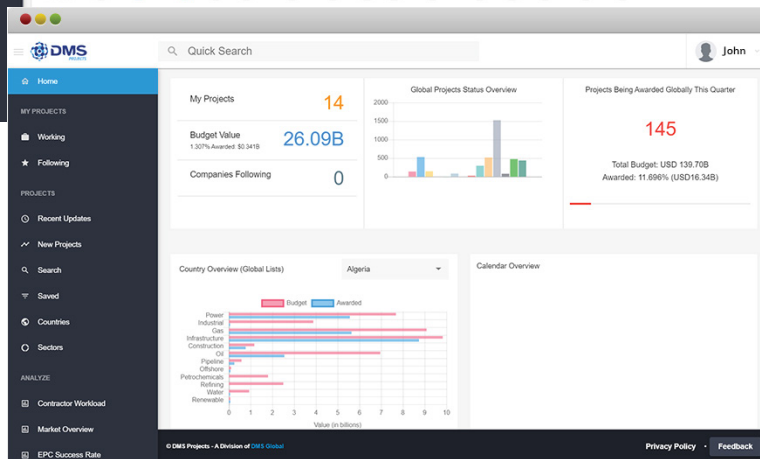 DMS
PROJECTS
Quick Search
John
Home
MY PROJECTS
Working
Following
PROJECTS
Recent Updates
New Projects
Search
Saved
Countries
Sectors
ANALYZE
Contractor Workload
Market Overview
EPC Success Rate
My Projects
14
Budget Value
26.09B
1.307% Awarded $0.341B
Companies Following
0
Global Projects Status Overview
2000
1500
1000
500
0
Projects Being Awarded Globally This Quarter
145
Total Budget: USD 139.70B
Awarded: 11.696% (USD16.34B)
Country Overview (Global Lists)
Algeria
Budget
Awarded
Power
Industrial
Gas
Infrastructure
Construction
Oil
Pipeline
Offshore
Petrochemicals
Refining
Water
Renewable
0 1 2 3 4 5 6 7 8 9 10
Value (in billions)
Calendar Overview
© DMS Projects - A Division of DMS Global
Privacy Policy
Feedback